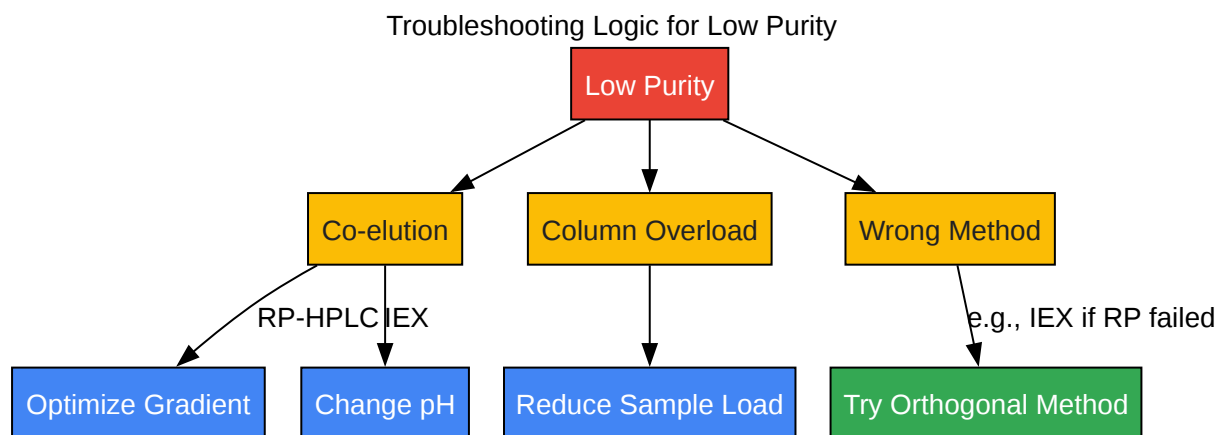 Troubleshooting Logic for Low Purity
Low Purity
Co-elution
Column Overload
Wrong Method
RP-HPLC
IEX
e.g., IEX if RP failed
Optimize Gradient
Change pH
Reduce Sample Load
Try Orthogonal Method